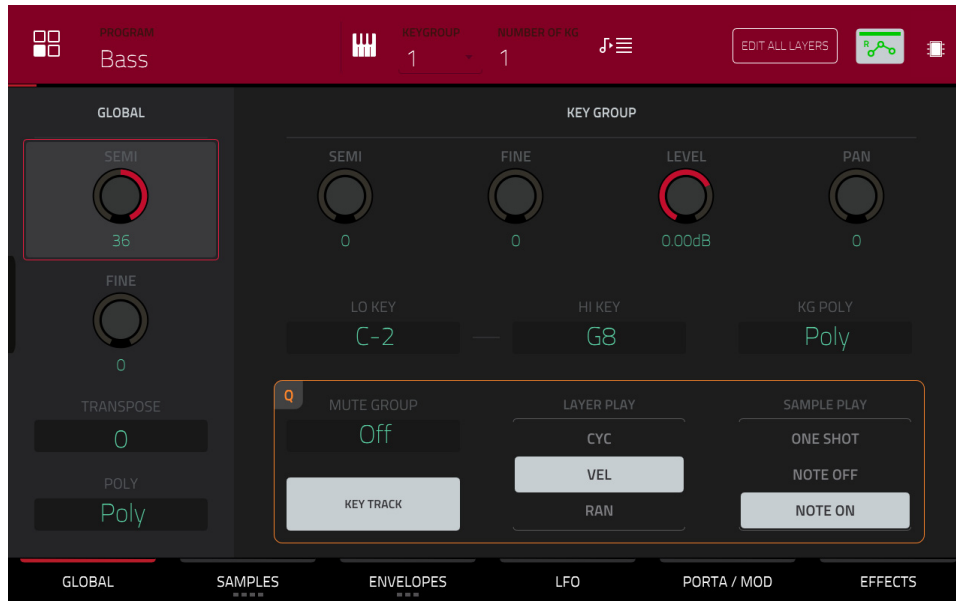 PROGRAM
Bass
KEYGROUP
1
NUMBER OF KG
1
EDIT ALL LAYERS
R
GLOBAL
SEMI
36
FINE
0
TRANSPOSE
0
POLY
Poly
KEY GROUP
SEMI
FINE
LEVEL
PAN
0
0
0.00dB
0
LO KEY
HI KEY
KG POLY
C-2
G8
Poly
Q
MUTE GROUP
Off
KEY TRACK
LAYER PLAY
CYC
VEL
RAN
SAMPLE PLAY
ONE SHOT
NOTE OFF
NOTE ON
GLOBAL
SAMPLES
ENVELOPES
LFO
PORTA / MOD
EFFECTS